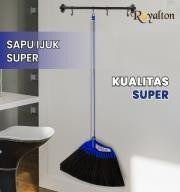 Royalton
SAPU IJUK
SUPER
KUALITAS
SUPER